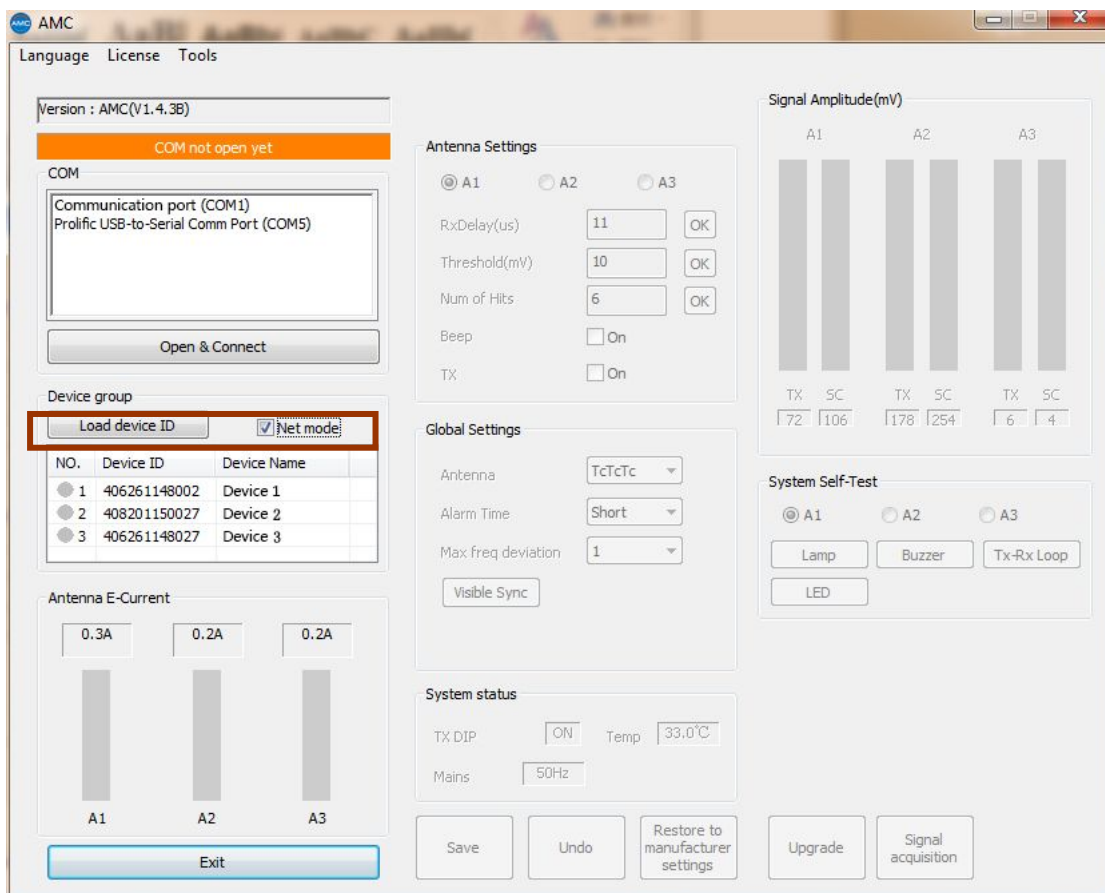 AMC
Language License Tools
Version : AMC(V1.4.3B)
COM not open yet
COM
Communication port (COM1)
Prolific USB-to-Serial Comm Port (COM5)
Open & Connect
Device group
Load device ID Net mode
NO. Device ID Device Name
1 406261148002 Device 1
2 408201150027 Device 2
3 406261148027 Device 3
Antenna E-Current
0.3A 0.2A 0.2A
A1 A2 A3
Exit
Antenna Settings
A1 A2 A3
RxDelay(us) 11 OK
Threshold(mV) 10 OK
Num of Hits 6 OK
Beep On
TX On
Global Settings
Antenna TcTcTc
Alarm Time Short
Max freq deviation 1
Visible Sync
System status
TX DIP ON Temp 33.0°C
Mains 50Hz
Save Undo Restore to
manufacturer
settings
Signal Amplitude(mV)
A1 A2 A3
TX SC TX SC TX SC
72 106 178 254 6 4
System Self-Test
A1 A2 A3
Lamp Buzzer Tx-Rx Loop
LED
Upgrade Signal
acquisition